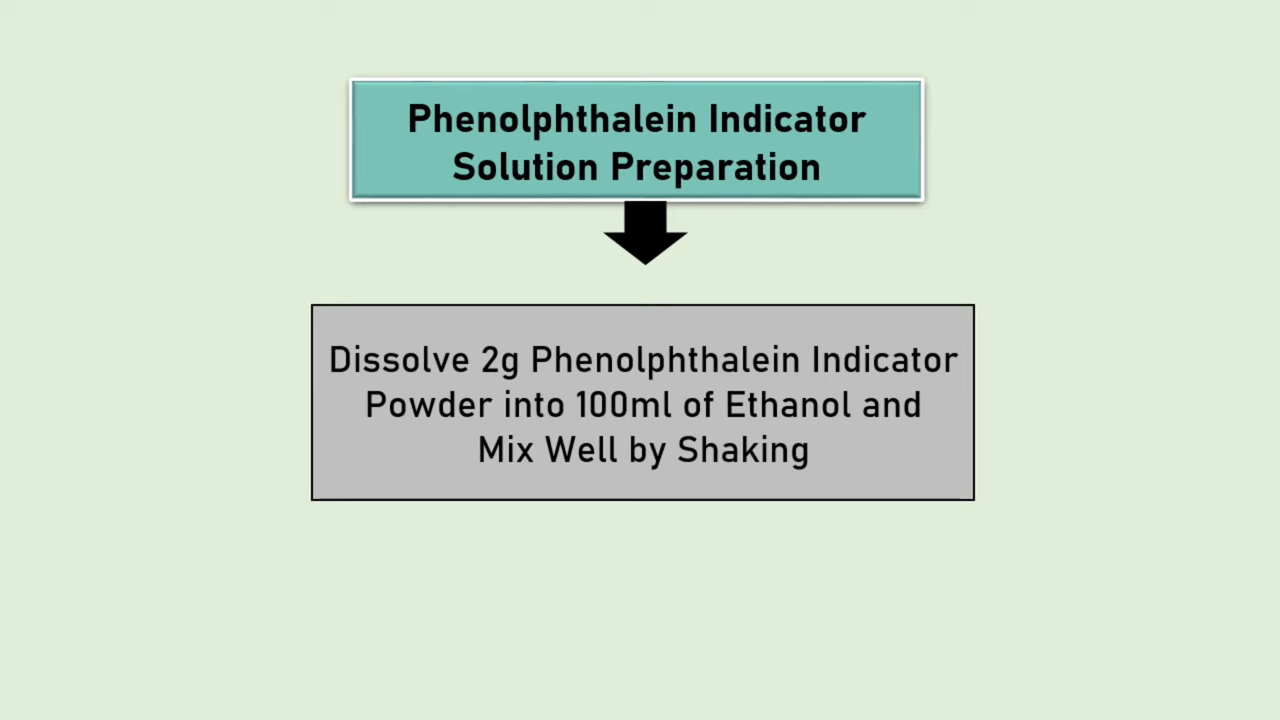 Phenolphthalein Indicator
Solution Preparation
Dissolve 2g Phenolphthalein Indicator
Powder into 100ml of Ethanol and
Mix Well by Shaking